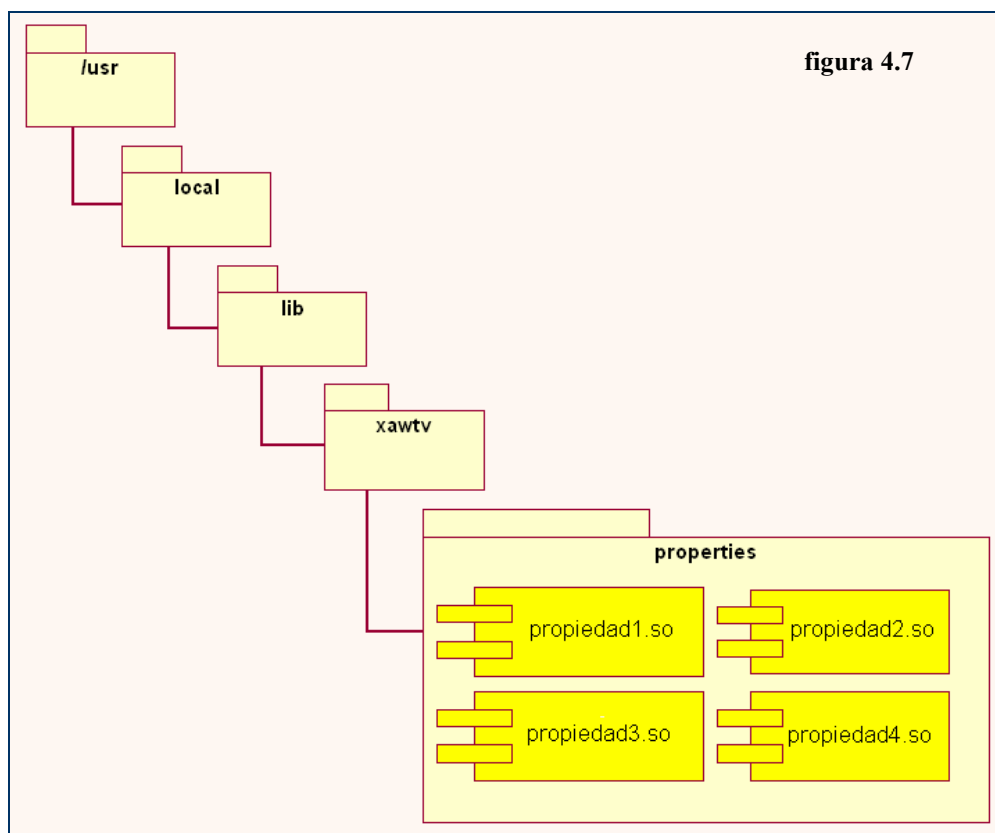 figura 4.7
/usr
local
lib
xawtv
properties
propiedad1.so
propiedad2.so
propiedad3.so
propiedad4.so